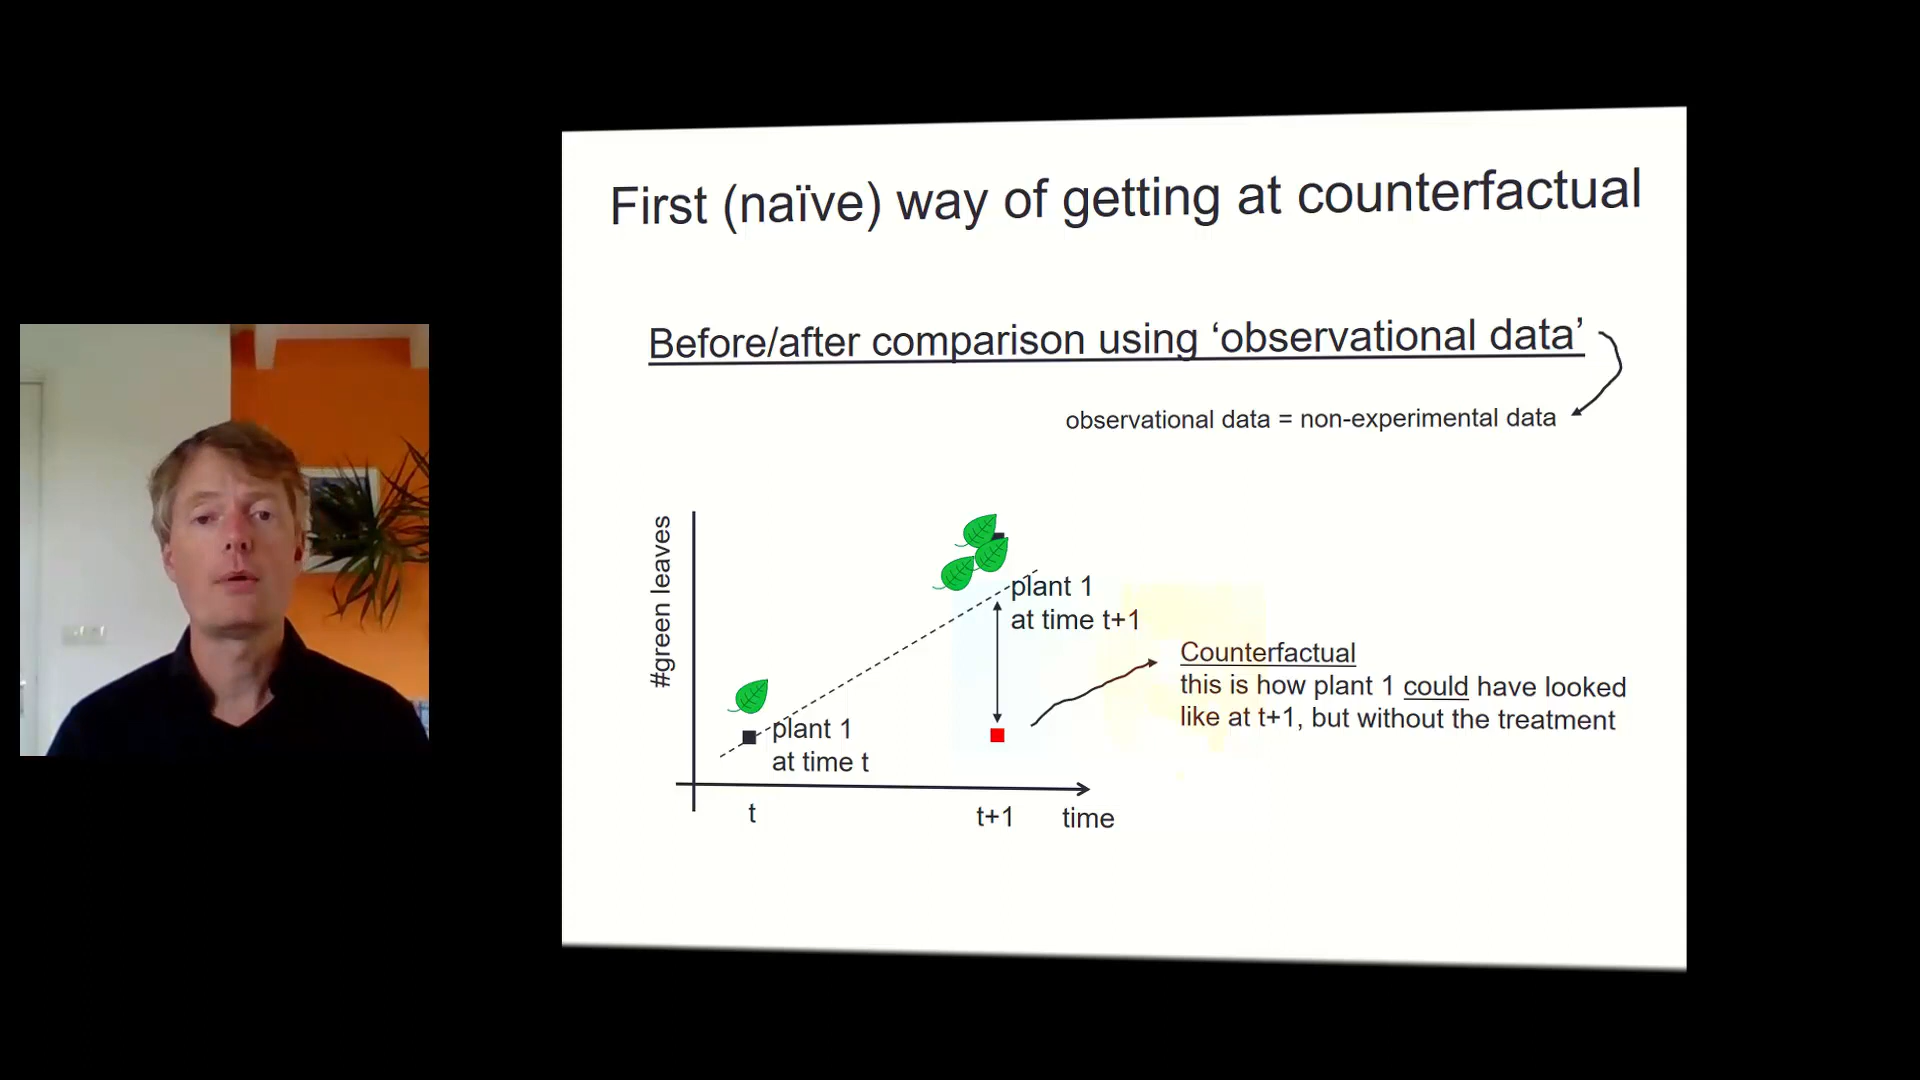 First (naïve) way of getting at counterfactual
Before/after comparison using ‘observational data’
observational data = non-experimental data
#green leaves
plant 1
at time t+1
Counterfactual
this is how plant 1 could have looked
like at t+1, but without the treatment
plant 1
at time t
t
t+1
time